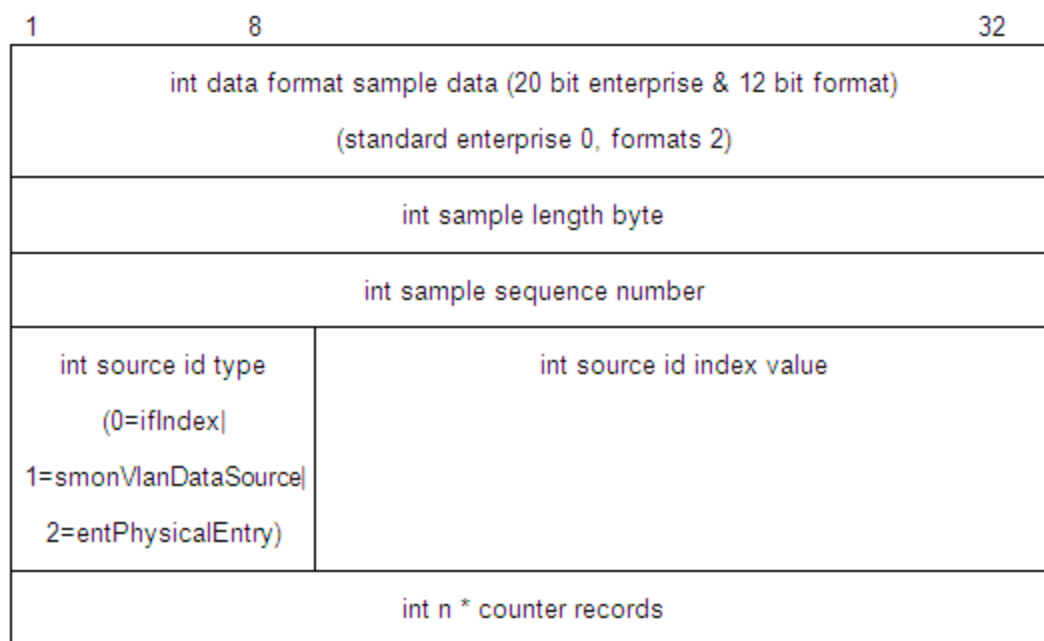 1 8 32
int data format sample data (20 bit enterprise & 12 bit format)
(standard enterprise 0, formats 2)
int sample length byte
int sample sequence number
int source id type
(0=ifIndex|
1=smonVlanDataSource|
2=entPhysicalEntry)
int source id index value
int n * counter records